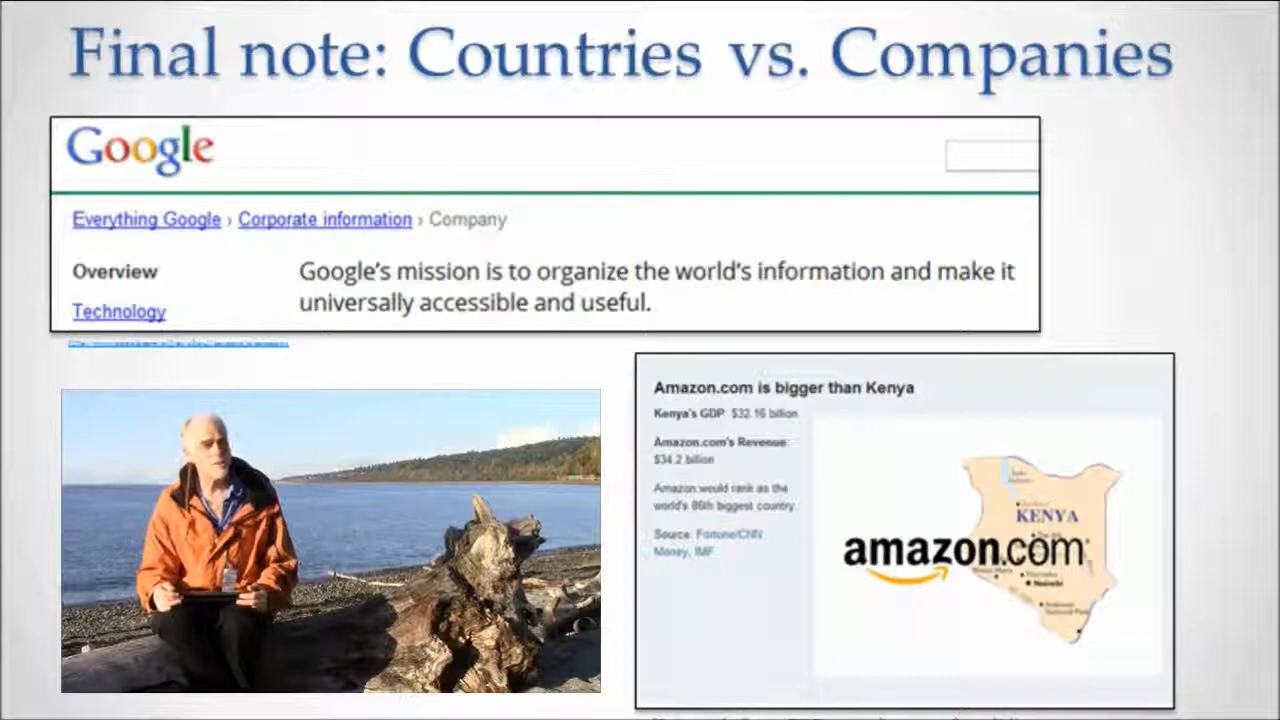 Final note: Countries vs. Companies
Google
Everything Google › Corporate information › Company
Overview
Google's mission is to organize the world's information and make it
universally accessible and useful.
Technology
Amazon.com is bigger than Kenya
Kenya's GDP: $32.16 billion
Amazon.com's Revenue:
$34.2 billion
Amazon would rank as the
world's 86th biggest country.
Source: Fortune/CNN
Money, IMF
KENYA
amazon.com
Nairobi